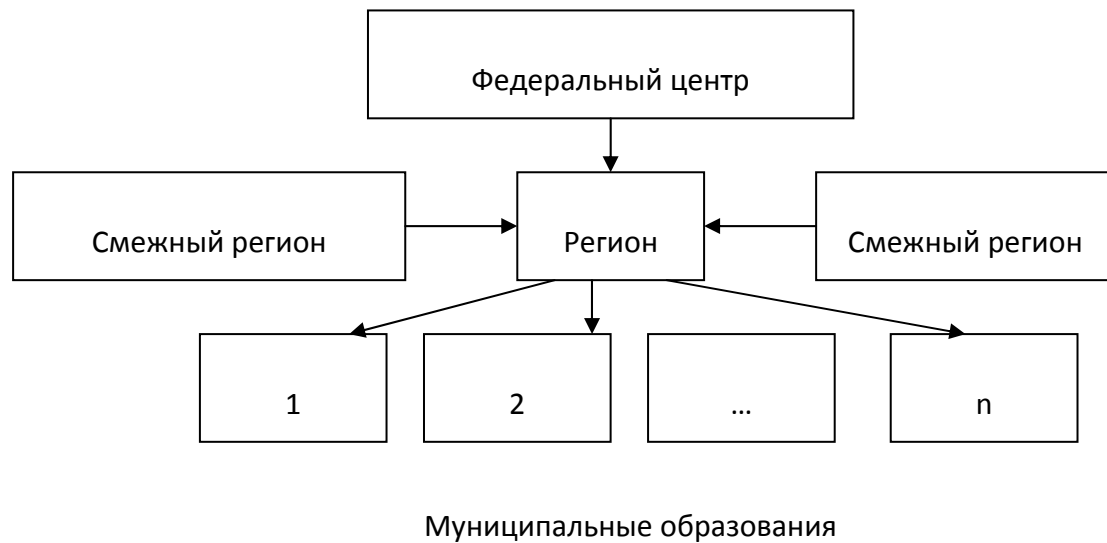 Федеральный центр
Смежный регион
Регион
Смежный регион
1
2
...
n
Муниципальные образования